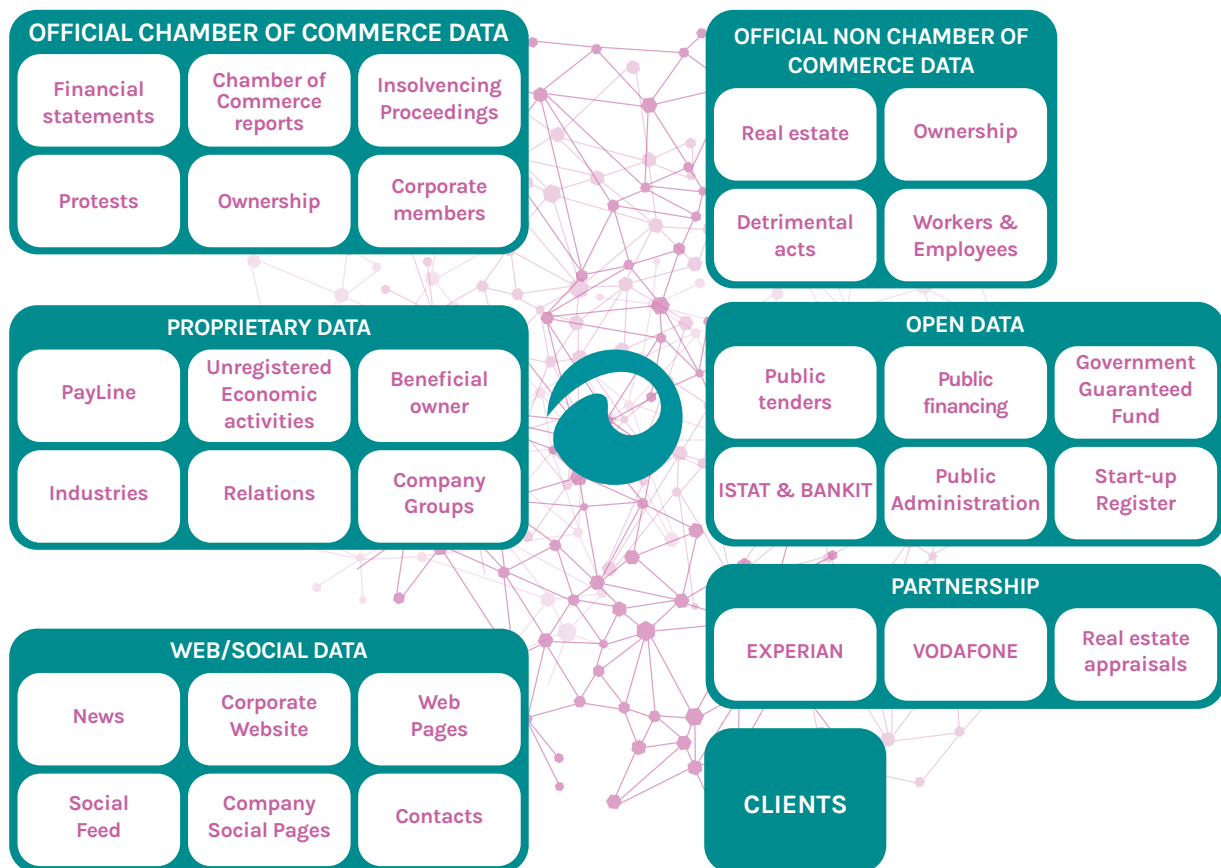 OFFICIAL CHAMBER OF COMMERCE DATA
Financial
statements
Chamber of
Commerce
reports
Insolvencing
Proceedings
Protests
Ownership
Corporate
members
OFFICIAL NON CHAMBER OF
COMMERCE DATA
Real estate
Ownership
Detrimental
acts
Workers &
Employees
PROPRIETARY DATA
PayLine
Unregistered
Economic
activities
Beneficial
owner
Industries
Relations
Company
Groups
OPEN DATA
Public
tenders
Public
financing
Government
Guaranteed
Fund
ISTAT & BANKIT
Public
Administration
Start-up
Register
PARTNERSHIP
EXPERIAN
VODAFONE
Real estate
appraisals
WEB/SOCIAL DATA
News
Corporate
Website
Web
Pages
Social
Feed
Company
Social Pages
Contacts
CLIENTS